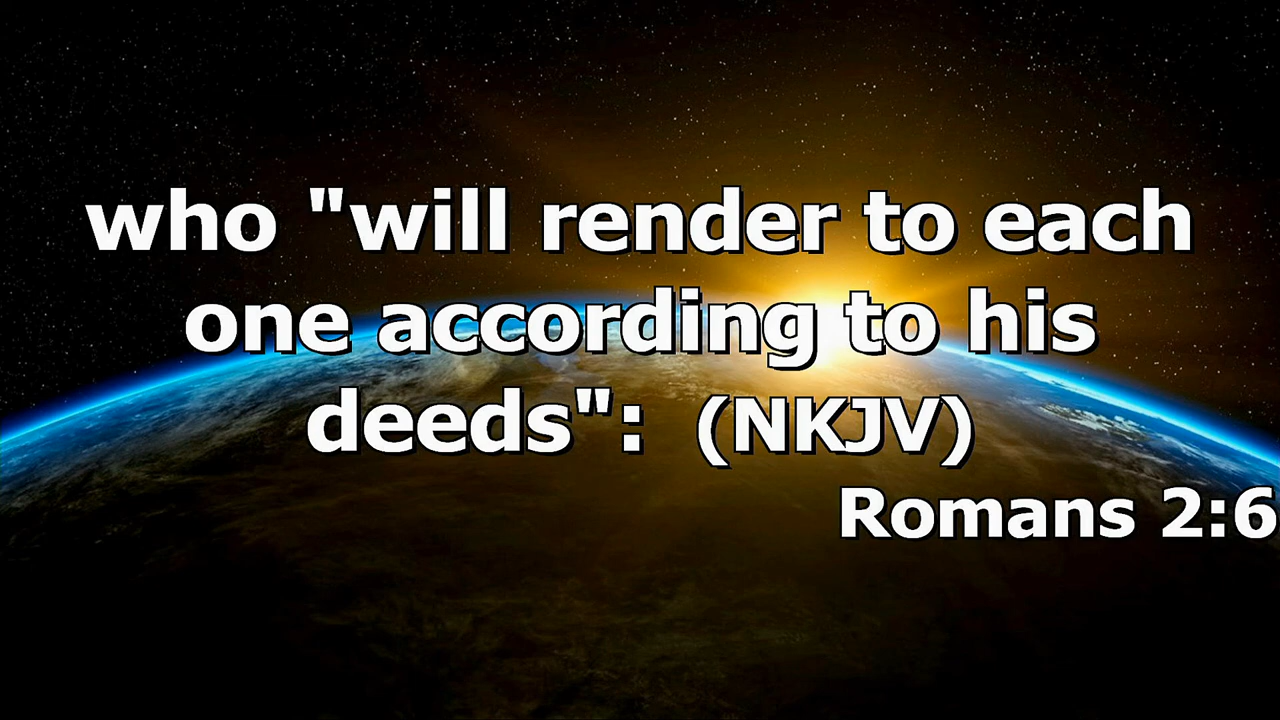 who "will render to each
one according to his
deeds": (NKJV)
Romans 2:6